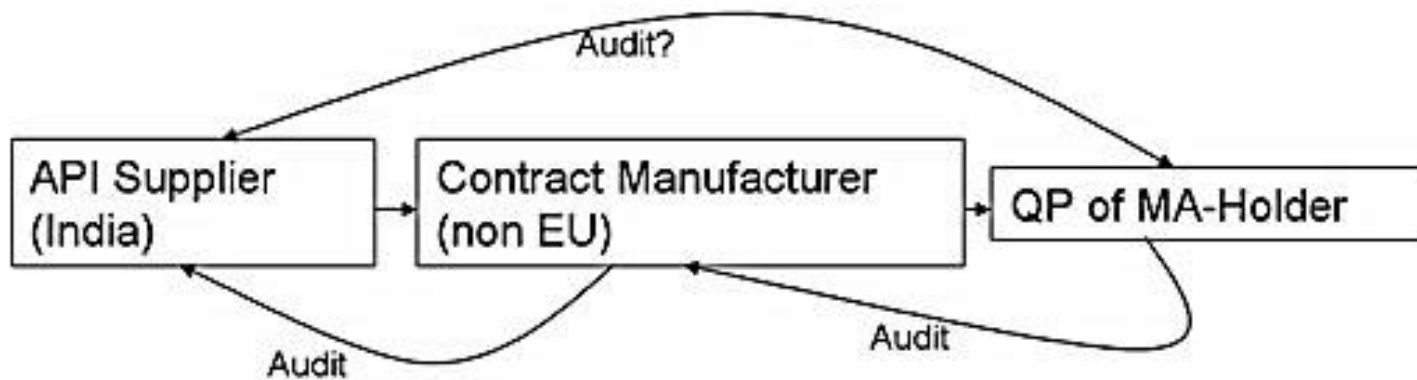 Audit?
API Supplier
(India)
Contract Manufacturer
(non EU)
QP of MA-Holder
Audit
Audit